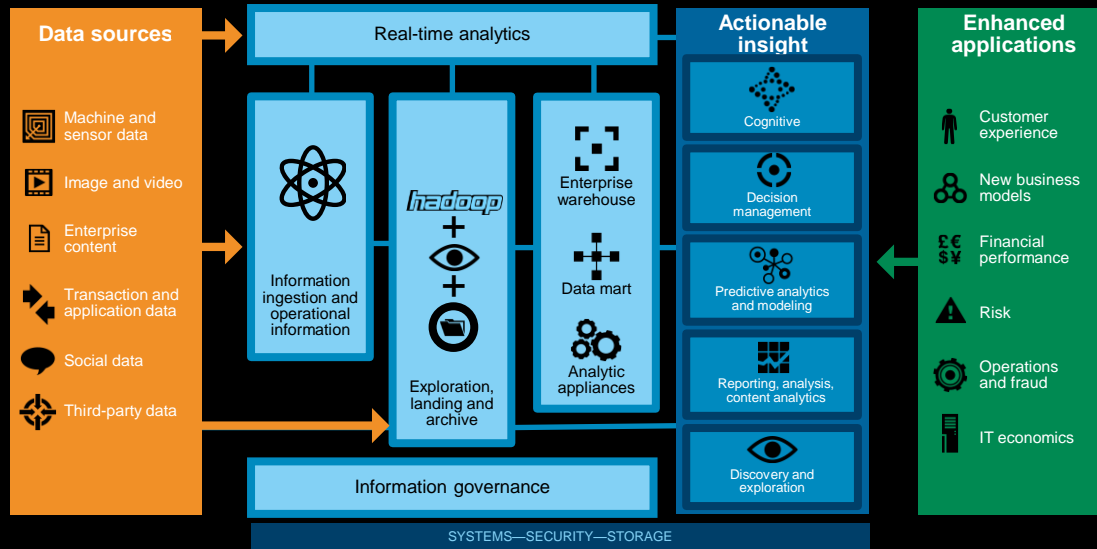 Data sources
Machine and
sensor data
Image and video
Enterprise
content
Transaction and
application data
Social data
Third-party data
Real-time analytics
Information
ingestion and
operational
information
hadoop
+
+
Exploration,
landing and
archive
Enterprise
warehouse
Data mart
Analytic
appliances
Information governance
Actionable
insight
Cognitive
Decision
management
Predictive analytics
and modeling
Reporting, analysis,
content analytics
Discovery and
exploration
Enhanced
applications
Customer
experience
New business
models
£€
$¥
Financial
performance
Risk
Operations
and fraud
IT economics
SYSTEMS—SECURITY—STORAGE